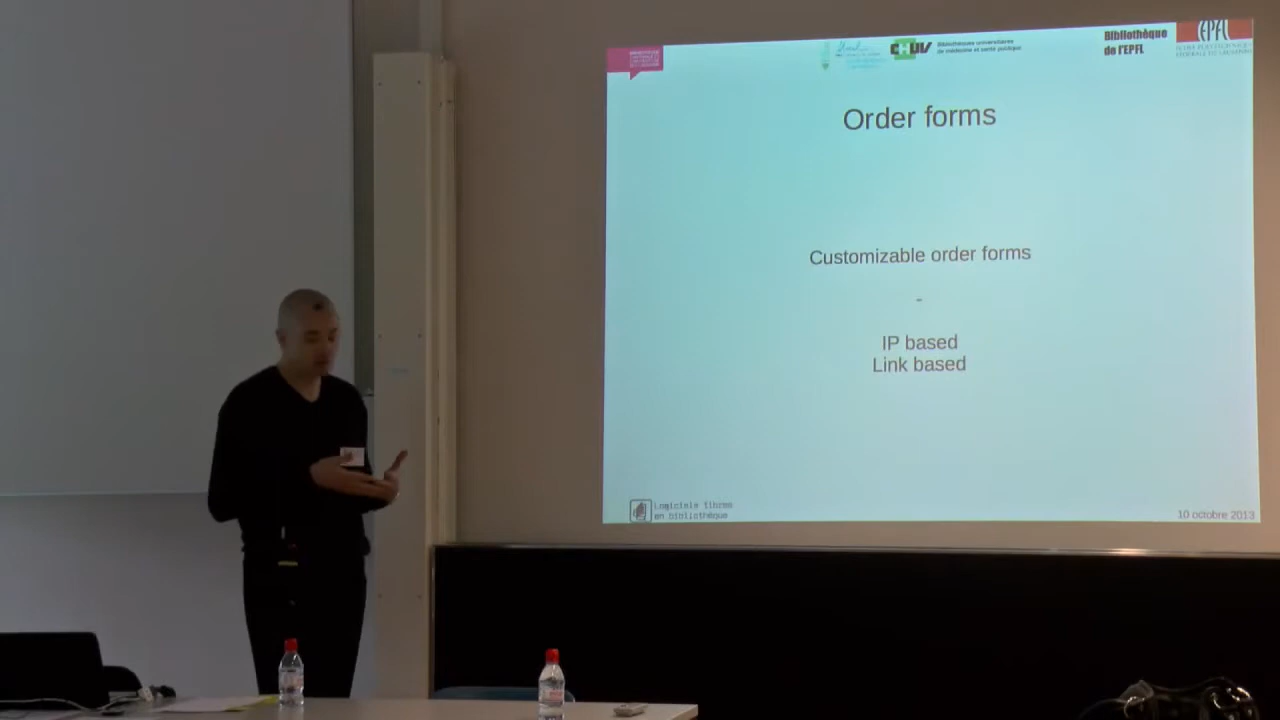 Bibliothèques universitaires
de médecine et santé publique
CHUV
Bibliothèque
de l'EPFL
EPFL
Order forms
Customizable order forms
-
IP based
Link based
Logiciels libres
en bibliothèque
10 octobre 2013